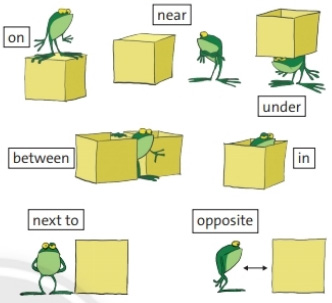 on
near
under
between
in
next to
opposite